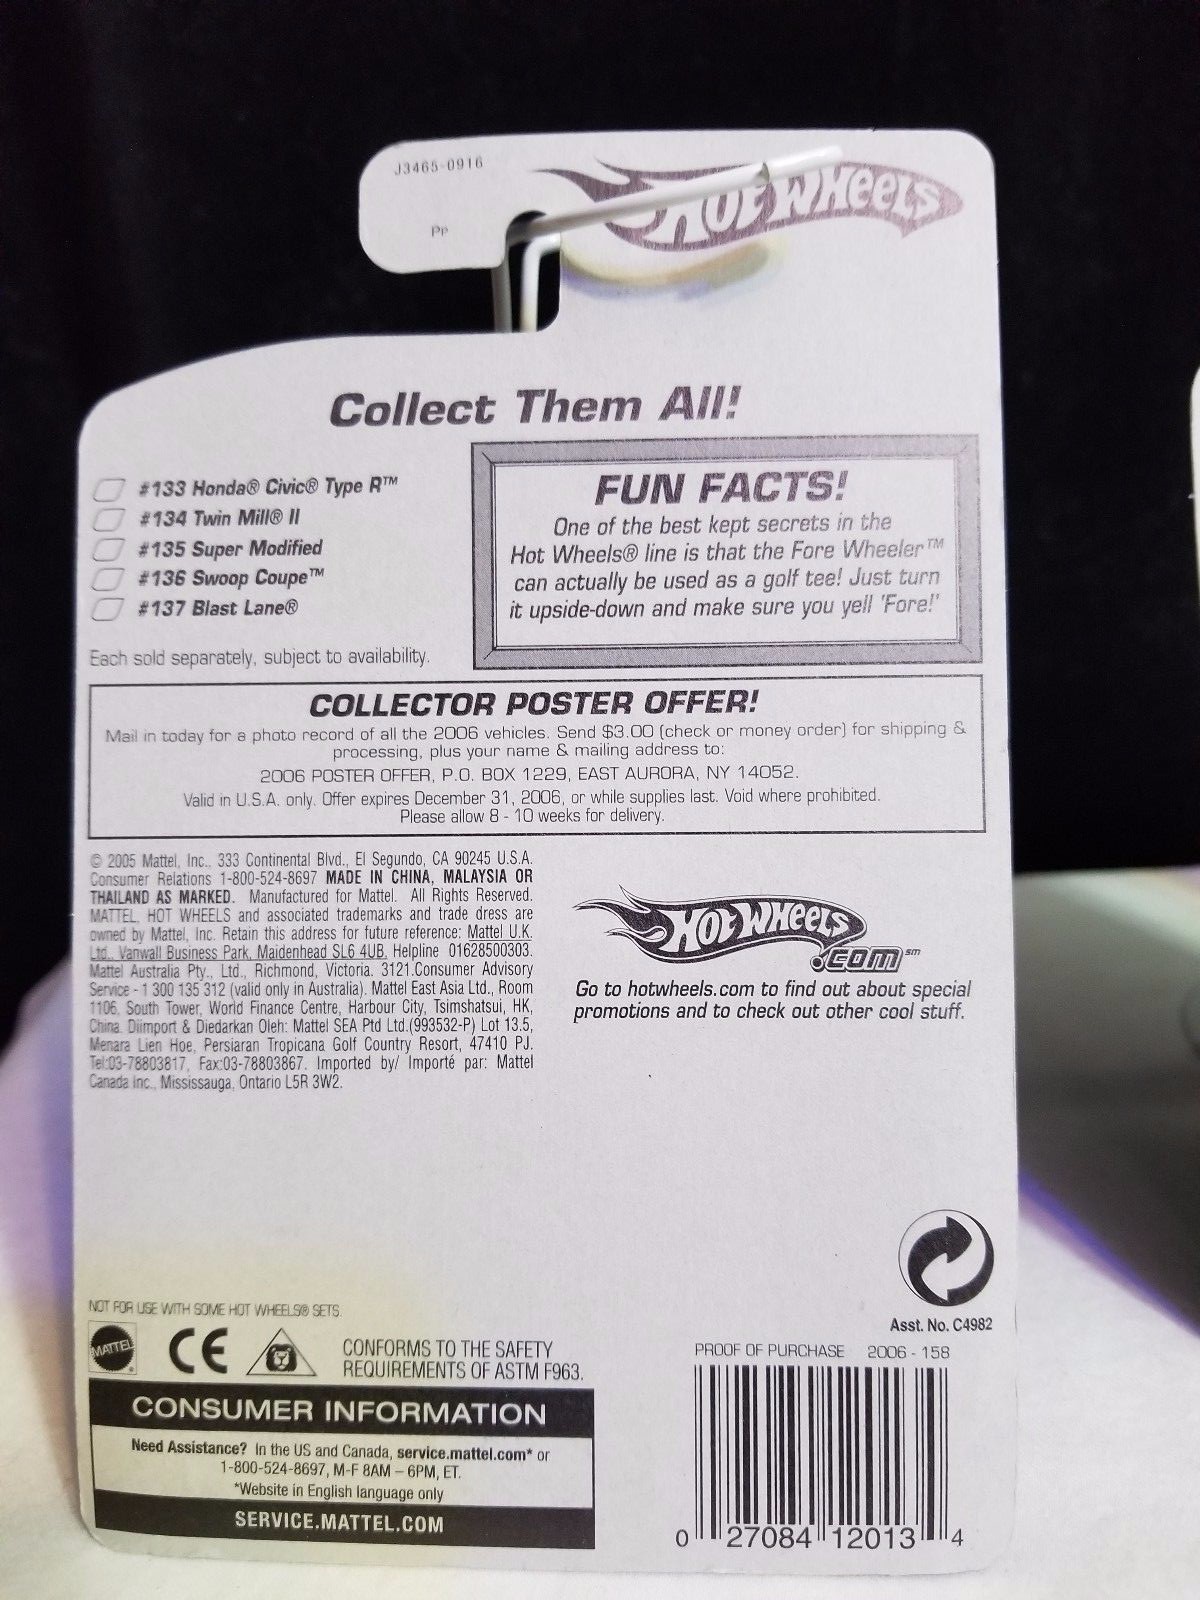 J3465-0916
Pp
HOT WHEELS
Collect Them All!
#133 Honda® Civic® Type R™
#134 Twin Mill® II
#135 Super Modified
#136 Swoop Coupe™
#137 Blast Lane®
Each sold separately, subject to availability.
FUN FACTS!
One of the best kept secrets in the
Hot Wheels® line is that the Fore Wheeler™
can actually be used as a golf tee! Just turn
it upside-down and make sure you yell 'Fore!'
COLLECTOR POSTER OFFER!
Mail in today for a photo record of all the 2006 vehicles. Send $3.00 (check or money order) for shipping &
processing, plus your name & mailing address to:
2006 POSTER OFFER, P.O. BOX 1229, EAST AURORA, NY 14052.
Valid in U.S.A. only. Offer expires December 31, 2006, or while supplies last. Void where prohibited.
Please allow 8 - 10 weeks for delivery.
© 2005 Mattel, Inc., 333 Continental Blvd., El Segundo, CA 90245 U.S.A.
Consumer Relations 1-800-524-8697 MADE IN CHINA, MALAYSIA OR
THAILAND AS MARKED. Manufactured for Mattel. All Rights Reserved.
MATTEL, HOT WHEELS and associated trademarks and trade dress are
owned by Mattel, Inc. Retain this address for future reference: Mattel U.K.
Ltd., Vanwall Business Park, Maidenhead SL6 4UB. Helpline 01628500303.
Mattel Australia Pty., Ltd., Richmond, Victoria. 3121.Consumer Advisory
Service - 1 300 135 312 (valid only in Australia). Mattel East Asia Ltd., Room
1106, South Tower, World Finance Centre, Harbour City, Tsimshatsui, HK,
China. Diimport & Diedarkan Oleh: Mattel SEA Ptd Ltd.(993532-P) Lot 13.5,
Menara Lien Hoe, Persiaran Tropicana Golf Country Resort, 47410 PJ.
Tel:03-78803817, Fax:03-78803867. Imported by/ Importé par: Mattel
Canada Inc., Mississauga, Ontario L5R 3W2.
HOT WHEELS
.COM℠
Go to hotwheels.com to find out about special
promotions and to check out other cool stuff.
Asst. No. C4982
NOT FOR USE WITH SOME HOT WHEELS® SETS.
MATTEL ®
CE
CONFORMS TO THE SAFETY
REQUIREMENTS OF ASTM F963.
CONSUMER INFORMATION
Need Assistance? In the US and Canada, service.mattel.com* or
1-800-524-8697, M-F 8AM – 6PM, ET.
*Website in English language only
SERVICE.MATTEL.COM
PROOF OF PURCHASE 2006 - 158
0 27084 12013 4